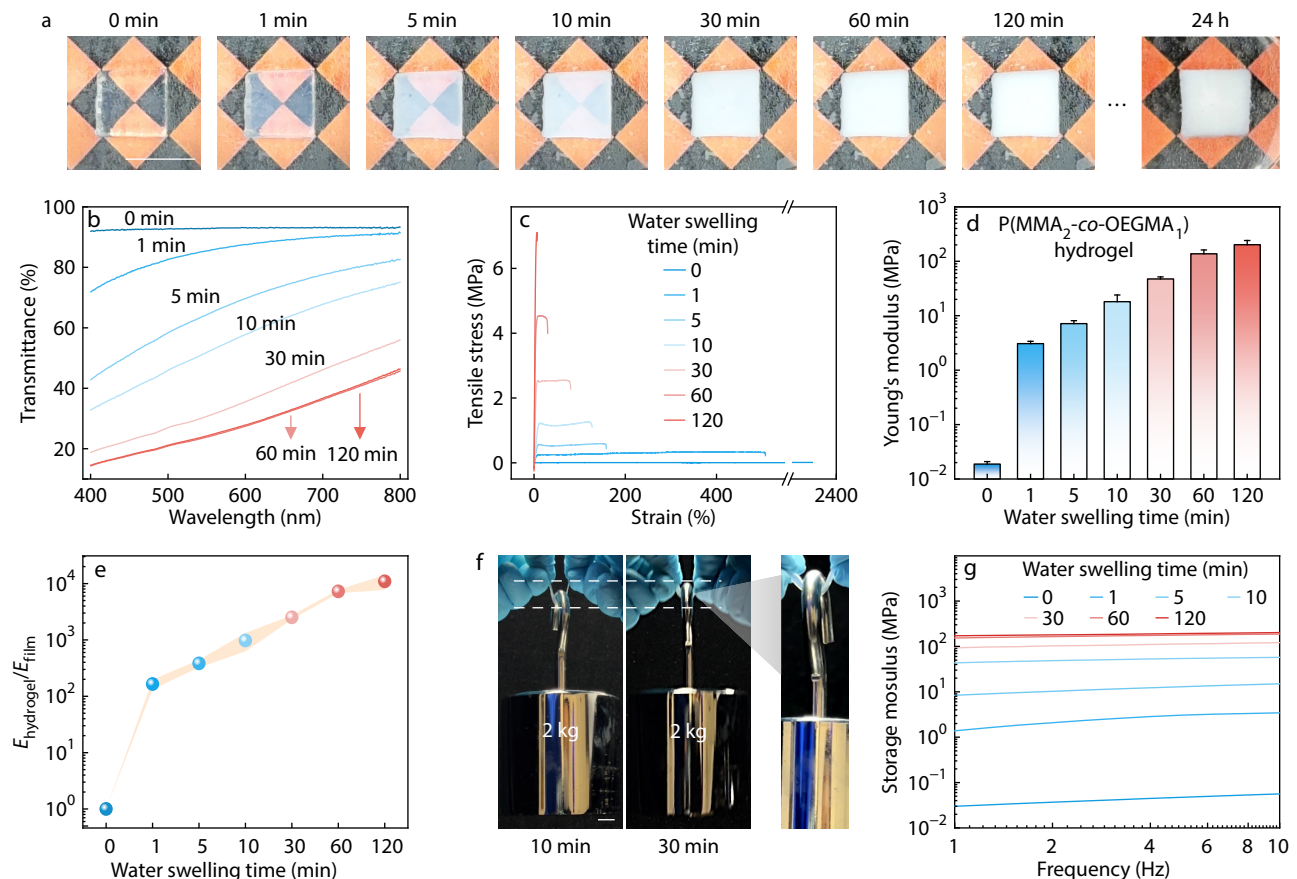 a
0 min 1 min 5 min 10 min 30 min 60 min 120 min ... 24 h
b
Transmittance (%)
100
80
60
40
20
0 min
1 min
5 min
10 min
30 min
60 min
120 min
400 500 600 700 800
Wavelength (nm)
c
Tensile stress (MPa)
6
4
2
0
Water swelling
time (min)
0
1
5
10
30
60
120
0 200 400 2400
Strain (%)
d
P(MMA₂-co-OEGMA₁)
hydrogel
Young's modulus (MPa)
10³
10²
10¹
10⁰
10⁻¹
10⁻²
0 1 5 10 30 60 120
Water swelling time (min)
e
E_hydrogel/E_film
10⁴
10³
10²
10¹
10⁰
0 1 5 10 30 60 120
Water swelling time (min)
f
2 kg 2 kg
10 min 30 min
g
Water swelling time (min)
0 1 5 10
30 60 120
Storage mosulus (MPa)
10³
10²
10¹
10⁰
10⁻¹
10⁻²
1 2 4 6 8 10
Frequency (Hz)